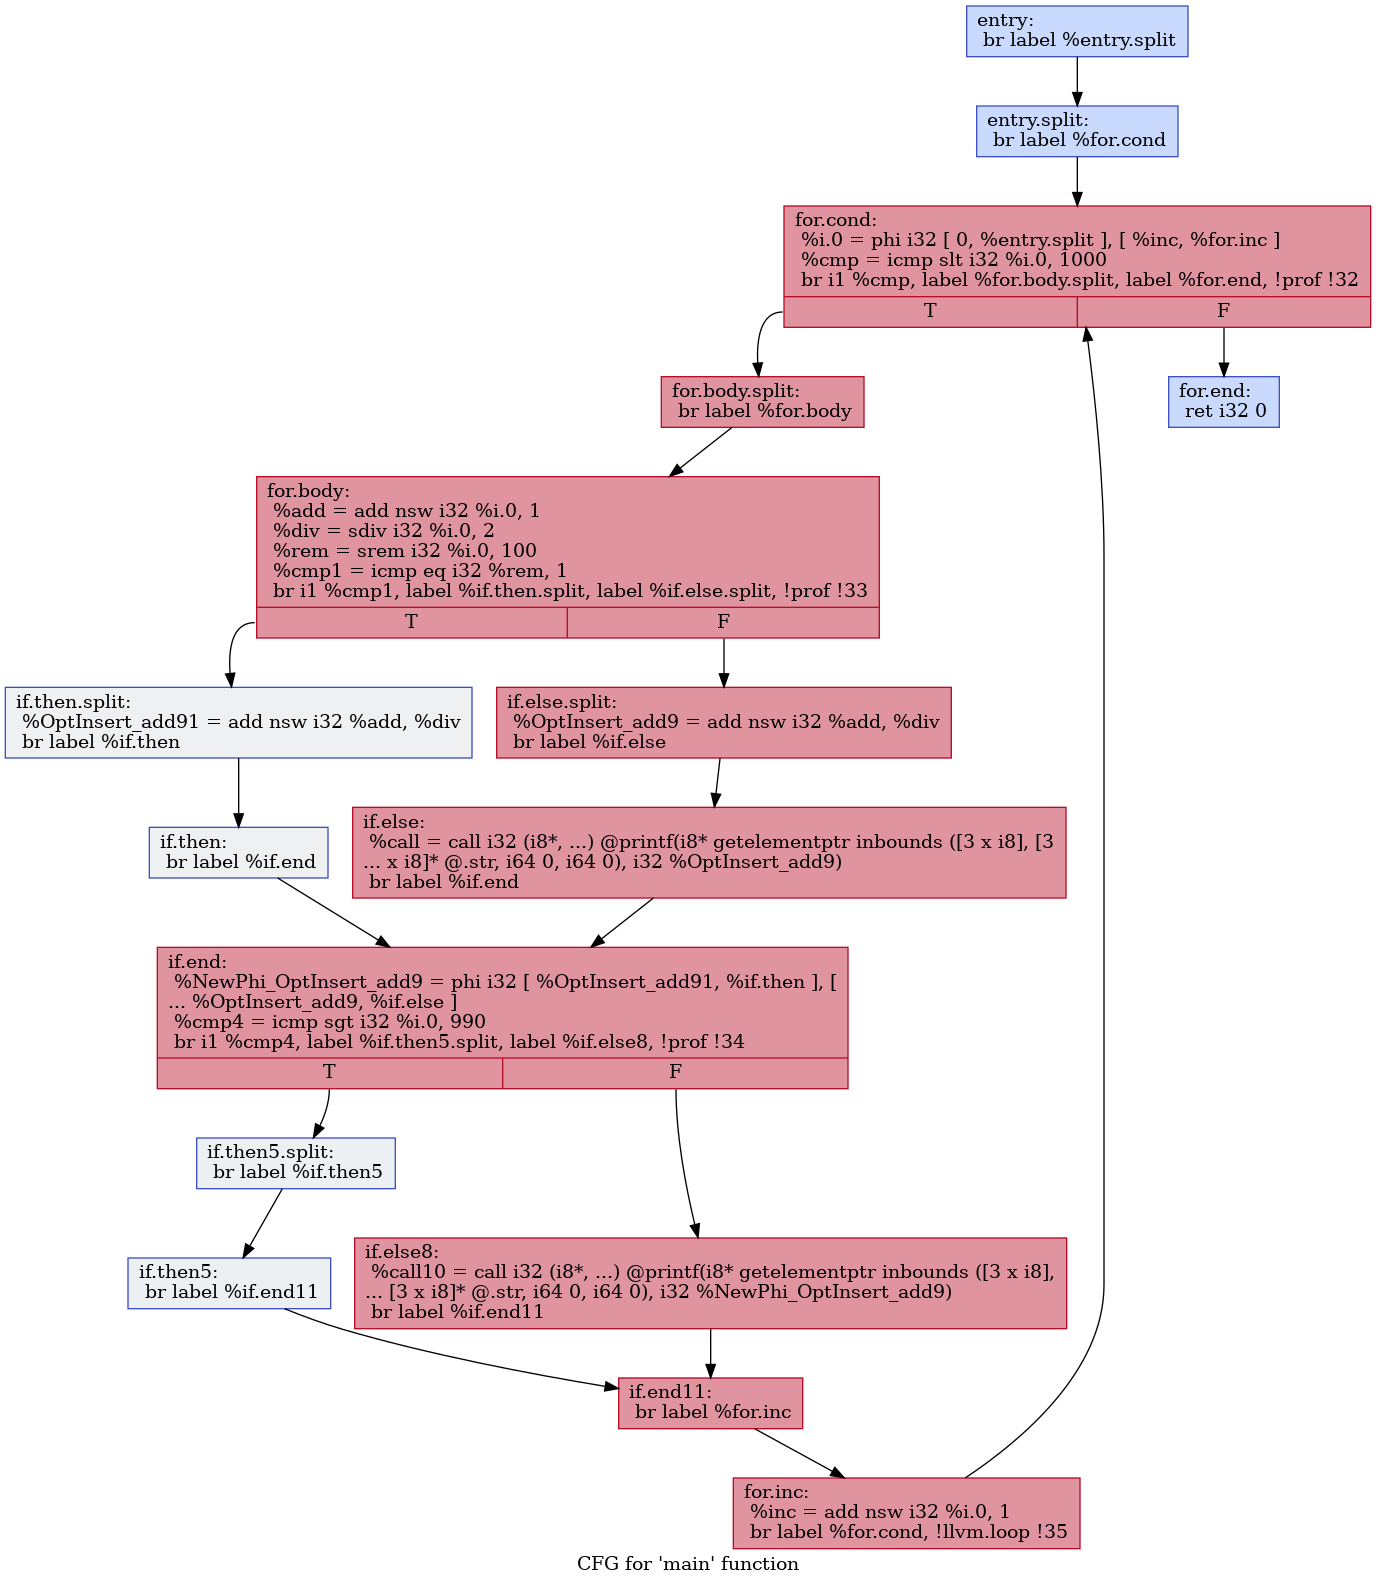 entry:
br label %entry.split
entry.split:
br label %for.cond
for.cond:
%i.0 = phi i32 [ 0, %entry.split ], [ %inc, %for.inc ]
%cmp = icmp slt i32 %i.0, 1000
br i1 %cmp, label %for.body.split, label %for.end, !prof !32
T
F
for.body.split:
br label %for.body
for.end:
ret i32 0
for.body:
%add = add nsw i32 %i.0, 1
%div = sdiv i32 %i.0, 2
%rem = srem i32 %i.0, 100
%cmp1 = icmp eq i32 %rem, 1
br i1 %cmp1, label %if.then.split, label %if.else.split, !prof !33
T
F
if.then.split:
%OptInsert_add91 = add nsw i32 %add, %div
br label %if.then
if.else.split:
%OptInsert_add9 = add nsw i32 %add, %div
br label %if.else
if.then:
br label %if.end
if.else:
%call = call i32 (i8*, ...) @printf(i8* getelementptr inbounds ([3 x i8], [3
... x i8]* @.str, i64 0, i64 0), i32 %OptInsert_add9)
br label %if.end
if.end:
%NewPhi_OptInsert_add9 = phi i32 [ %OptInsert_add91, %if.then ], [
... %OptInsert_add9, %if.else ]
%cmp4 = icmp sgt i32 %i.0, 990
br i1 %cmp4, label %if.then5.split, label %if.else8, !prof !34
T
F
if.then5.split:
br label %if.then5
if.then5:
br label %if.end11
if.else8:
%call10 = call i32 (i8*, ...) @printf(i8* getelementptr inbounds ([3 x i8],
... [3 x i8]* @.str, i64 0, i64 0), i32 %NewPhi_OptInsert_add9)
br label %if.end11
if.end11:
br label %for.inc
for.inc:
%inc = add nsw i32 %i.0, 1
br label %for.cond, !llvm.loop !35
CFG for 'main' function